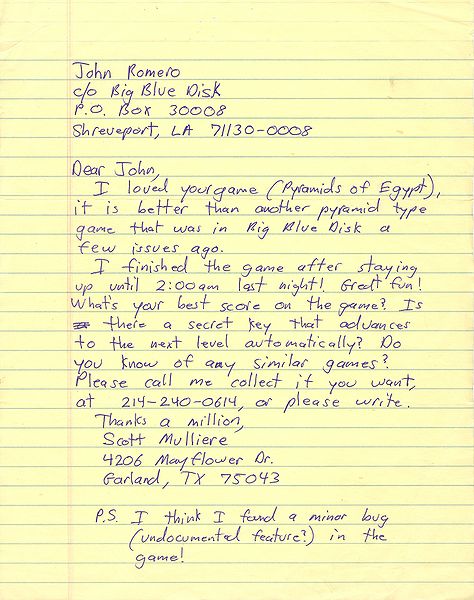 John Romero
c/o Big Blue Disk
P.O. Box 30008
Shreveport, LA 71130-0008
Dear John,
I loved your game (Pyramids of Egypt),
it is better than another pyramid type
game that was in Big Blue Disk a
few issues ago.
I finished the game after staying
up until 2:00am last night! Great fun!
What's your best score on the game? Is
there a secret key that advances
to the next level automatically? Do
you know of any similar games?
Please call me collect if you want,
at 214-240-0614, or please write.
Thanks a million,
Scott Mulliere
4206 Mayflower Dr.
Garland, TX 75043
P.S. I think I found a minor bug
(undocumented feature?) in the
game!